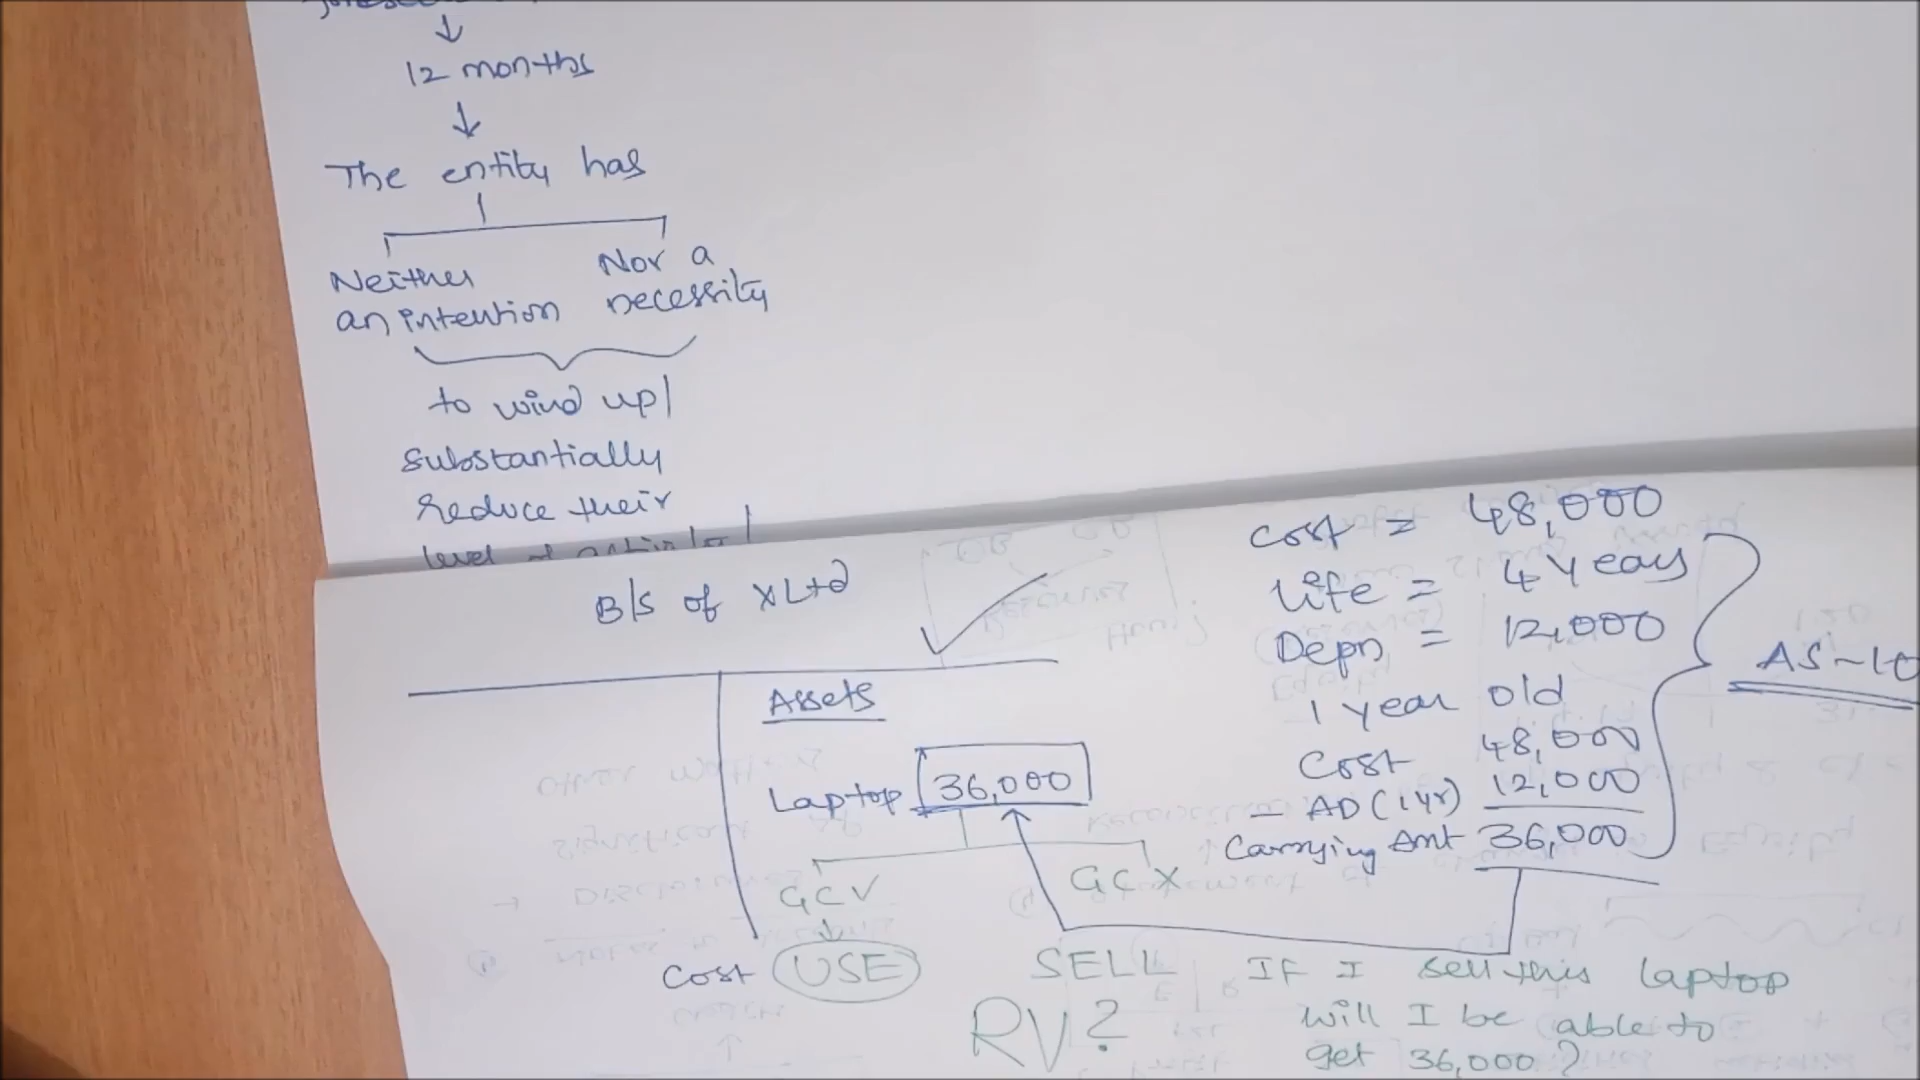 12 months
The entity has
Neither
an intention
Nor a
necessity
to wind up/
substantially
reduce their
level of
B/S of X Ltd
Assets
Laptop 36,000
GC✓
GC X
Cost USE
SELL
RV?
Cost = 48,000
Life = 4 Years
Depn = 12,000
1 year old
Cost 48,000
- AD (1 yr) 12,000
Carrying Amt 36,000
AS-10
If I sell this laptop
will I be able to
get 36,000?